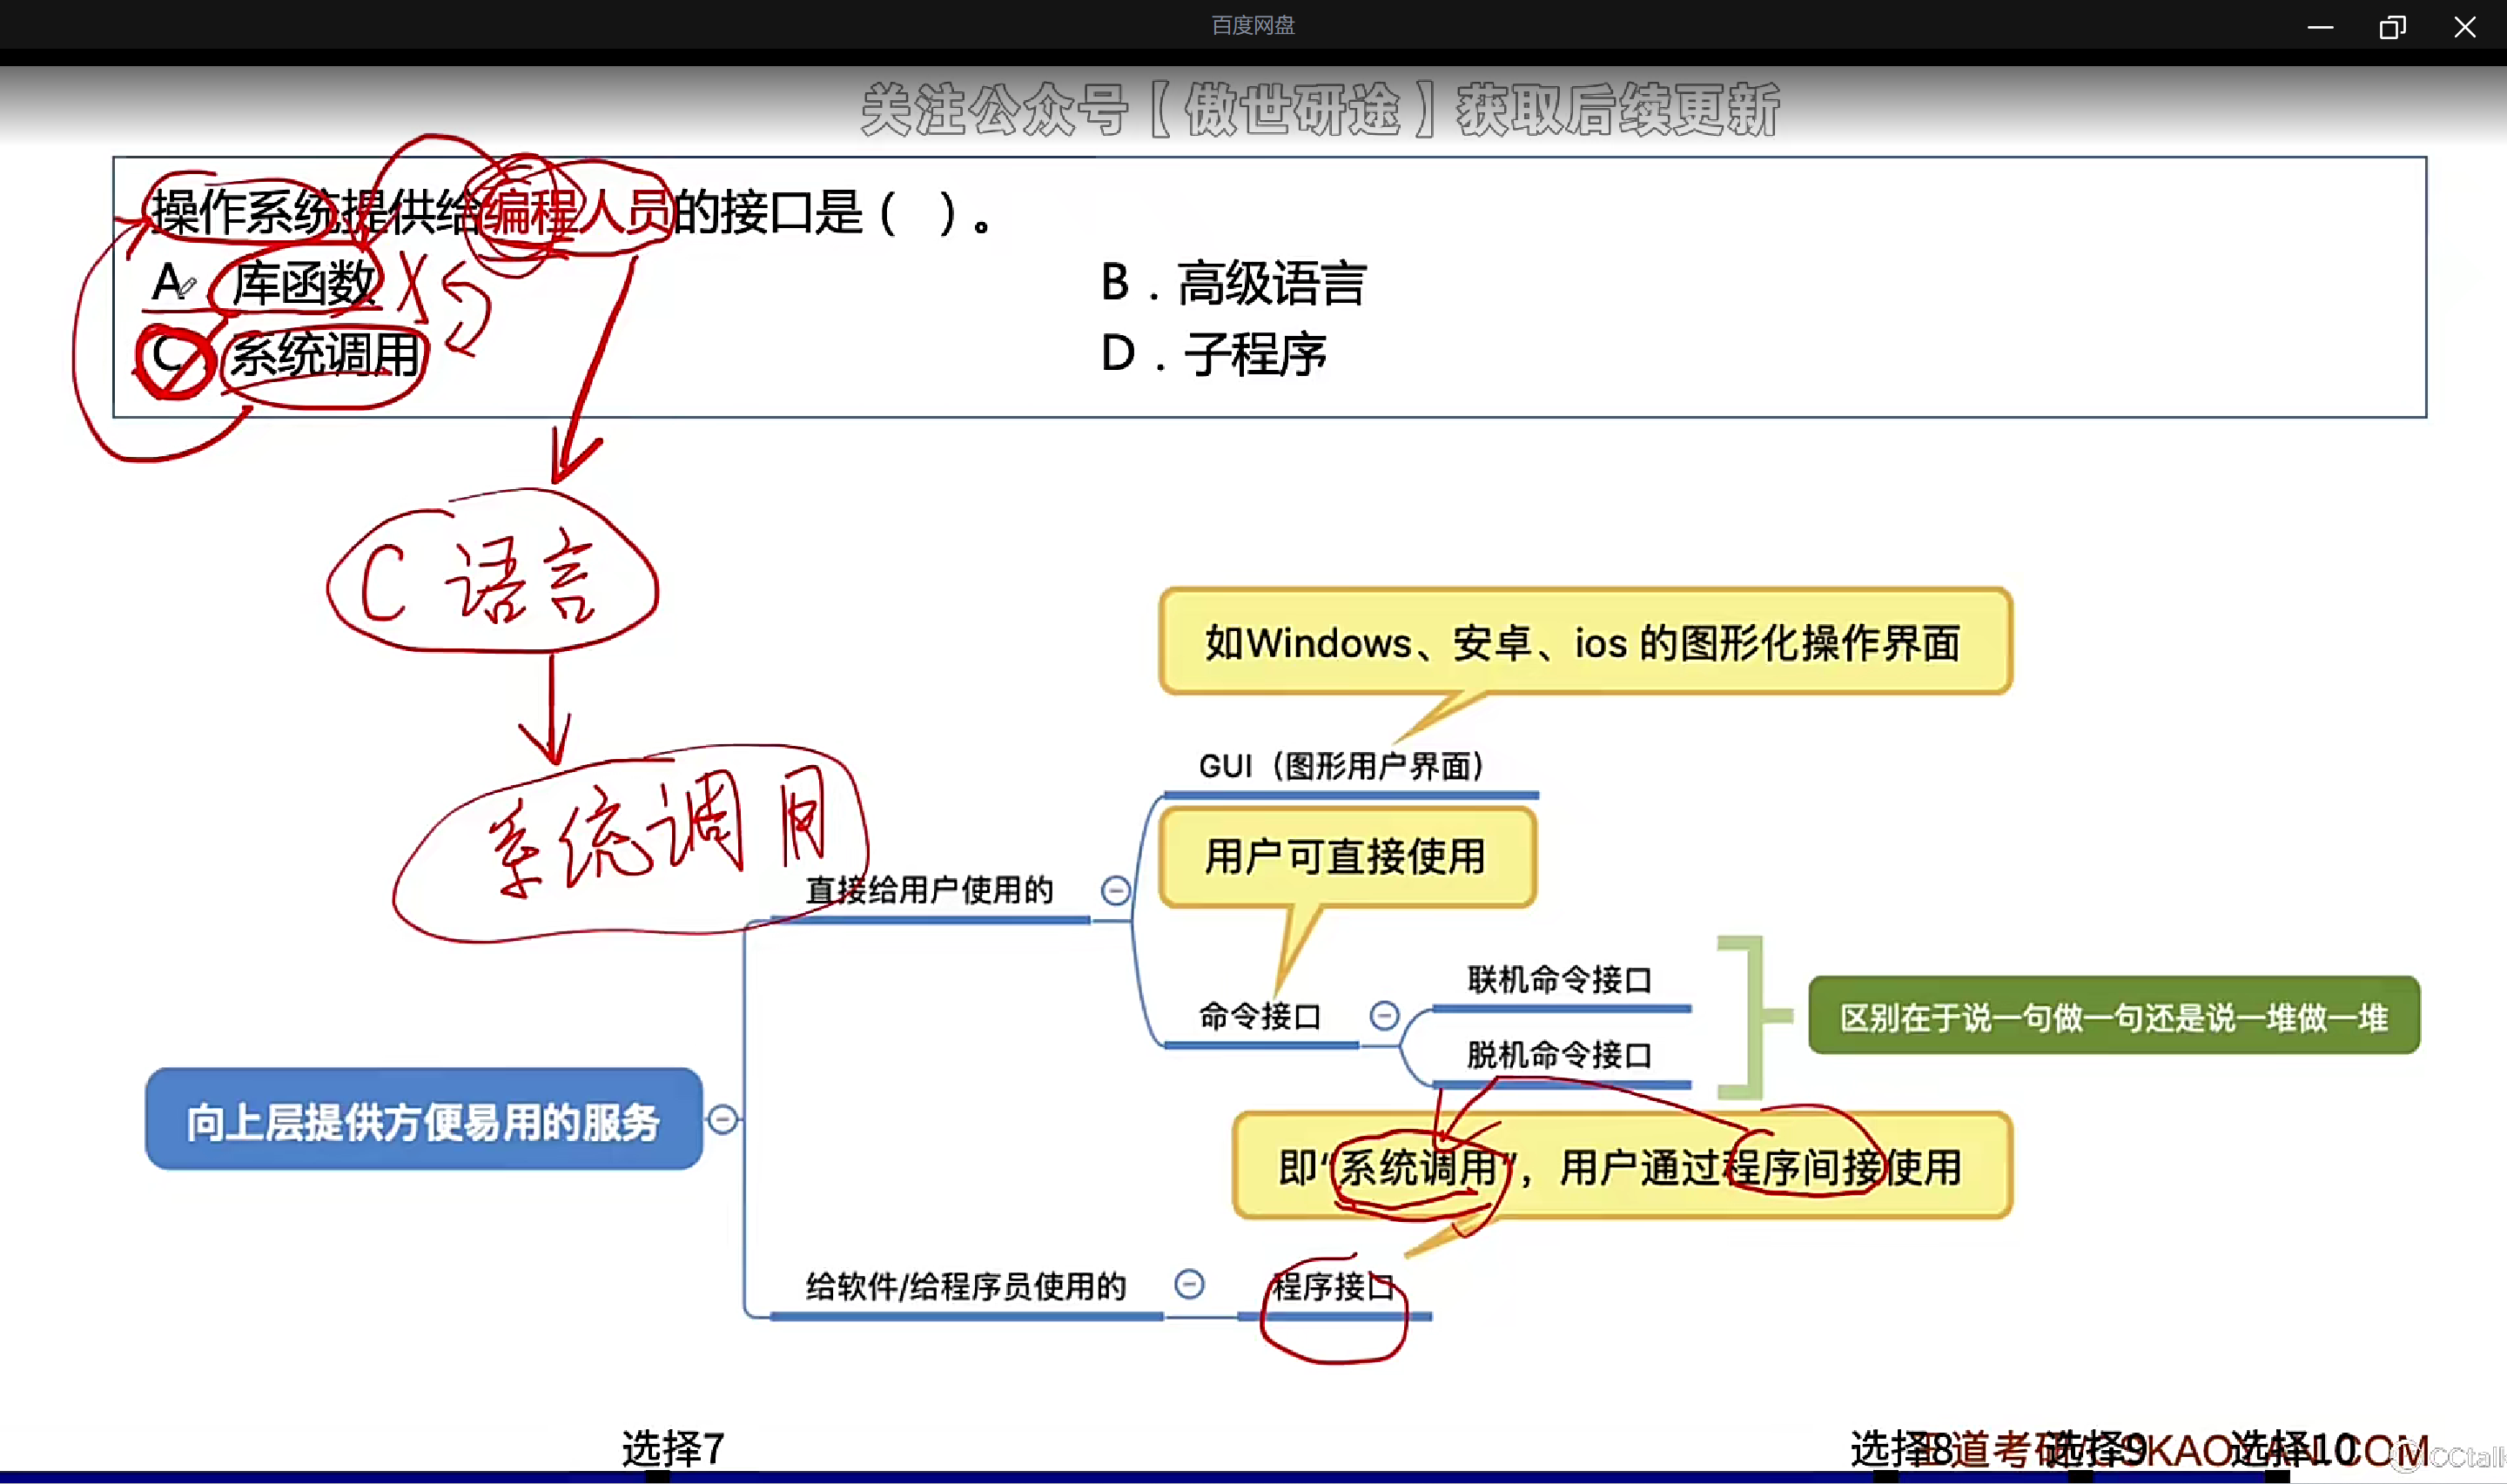 百度网盘
关注公众号【傲世研途】获取后续更新
操作系统提供给编程人员的接口是（ ）。
A． 库函数 X
B．高级语言
C 系统调用
D．子程序
C 语言
系统调用
如Windows、安卓、ios 的图形化操作界面
GUI（图形用户界面）
用户可直接使用
直接给用户使用的
联机命令接口
命令接口
区别在于说一句做一句还是说一堆做一堆
脱机命令接口
向上层提供方便易用的服务
即“系统调用”，用户通过程序间接使用
给软件/给程序员使用的
程序接口
选择7
选择8
选择9
选择10
王道考研/CSKAOYAN.COM
CCtalk